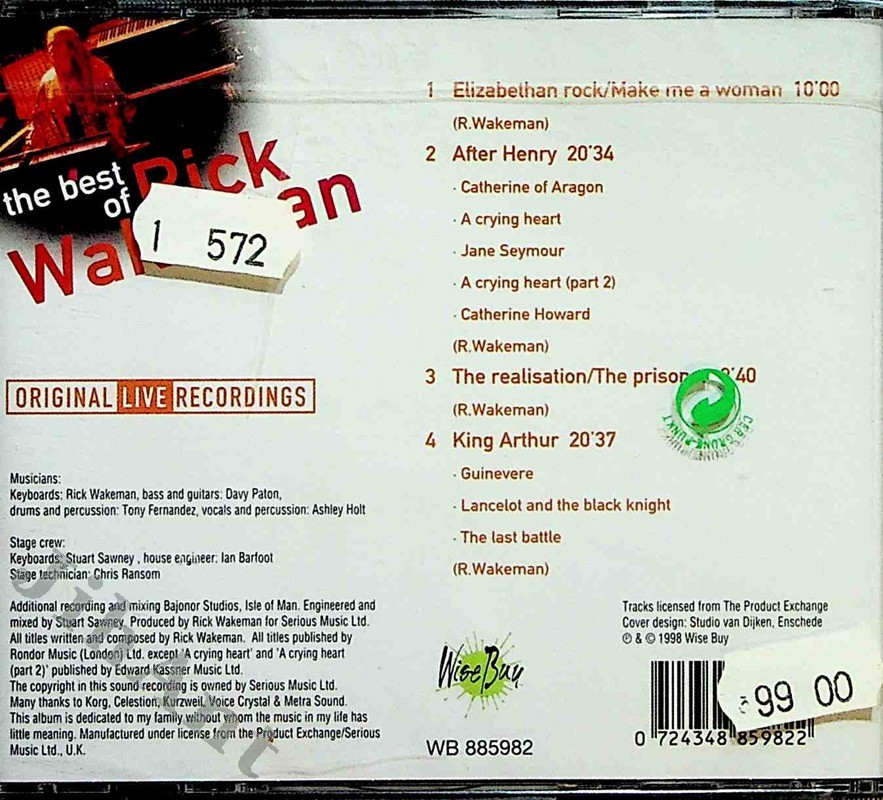 the best
of
Rick
Wa an
1 572
ORIGINAL LIVE RECORDINGS
Musicians:
Keyboards: Rick Wakeman, bass and guitars: Davy Paton,
drums and percussion: Tony Fernandez, vocals and percussion: Ashley Holt
Stage crew:
Keyboards: Stuart Sawney , house engineer: Ian Barfoot
Stage technician: Chris Ransom
Additional recording and mixing Bajonor Studios, Isle of Man. Engineered and
mixed by Stuart Sawney. Produced by Rick Wakeman for Serious Music Ltd.
All titles written and composed by Rick Wakeman. All titles published by
Rondor Music (London) Ltd. except 'A crying heart' and 'A crying heart
(part 2)' published by Edward Kassner Music Ltd.
The copyright in this sound recording is owned by Serious Music Ltd.
Many thanks to Korg, Celestion, Kurzweil, Voice Crystal & Metra Sound.
This album is dedicated to my family without whom the music in my life has
little meaning. Manufactured under license from the Product Exchange/Serious
Music Ltd., U.K.
1 Elizabethan rock/Make me a woman 10'00
(R.Wakeman)
2 After Henry 20'34
· Catherine of Aragon
· A crying heart
· Jane Seymour
· A crying heart (part 2)
· Catherine Howard
(R.Wakeman)
3 The realisation/The prison '40
(R.Wakeman)
DER GRÜNE PUNKT
4 King Arthur 20'37
· Guinevere
· Lancelot and the black knight
· The last battle
(R.Wakeman)
Wise Buy
WB 885982
Tracks licensed from The Product Exchange
Cover design: Studio van Dijken, Enschede
℗ & © 1998 Wise Buy
99 00
0 724348 859822
JihAnt